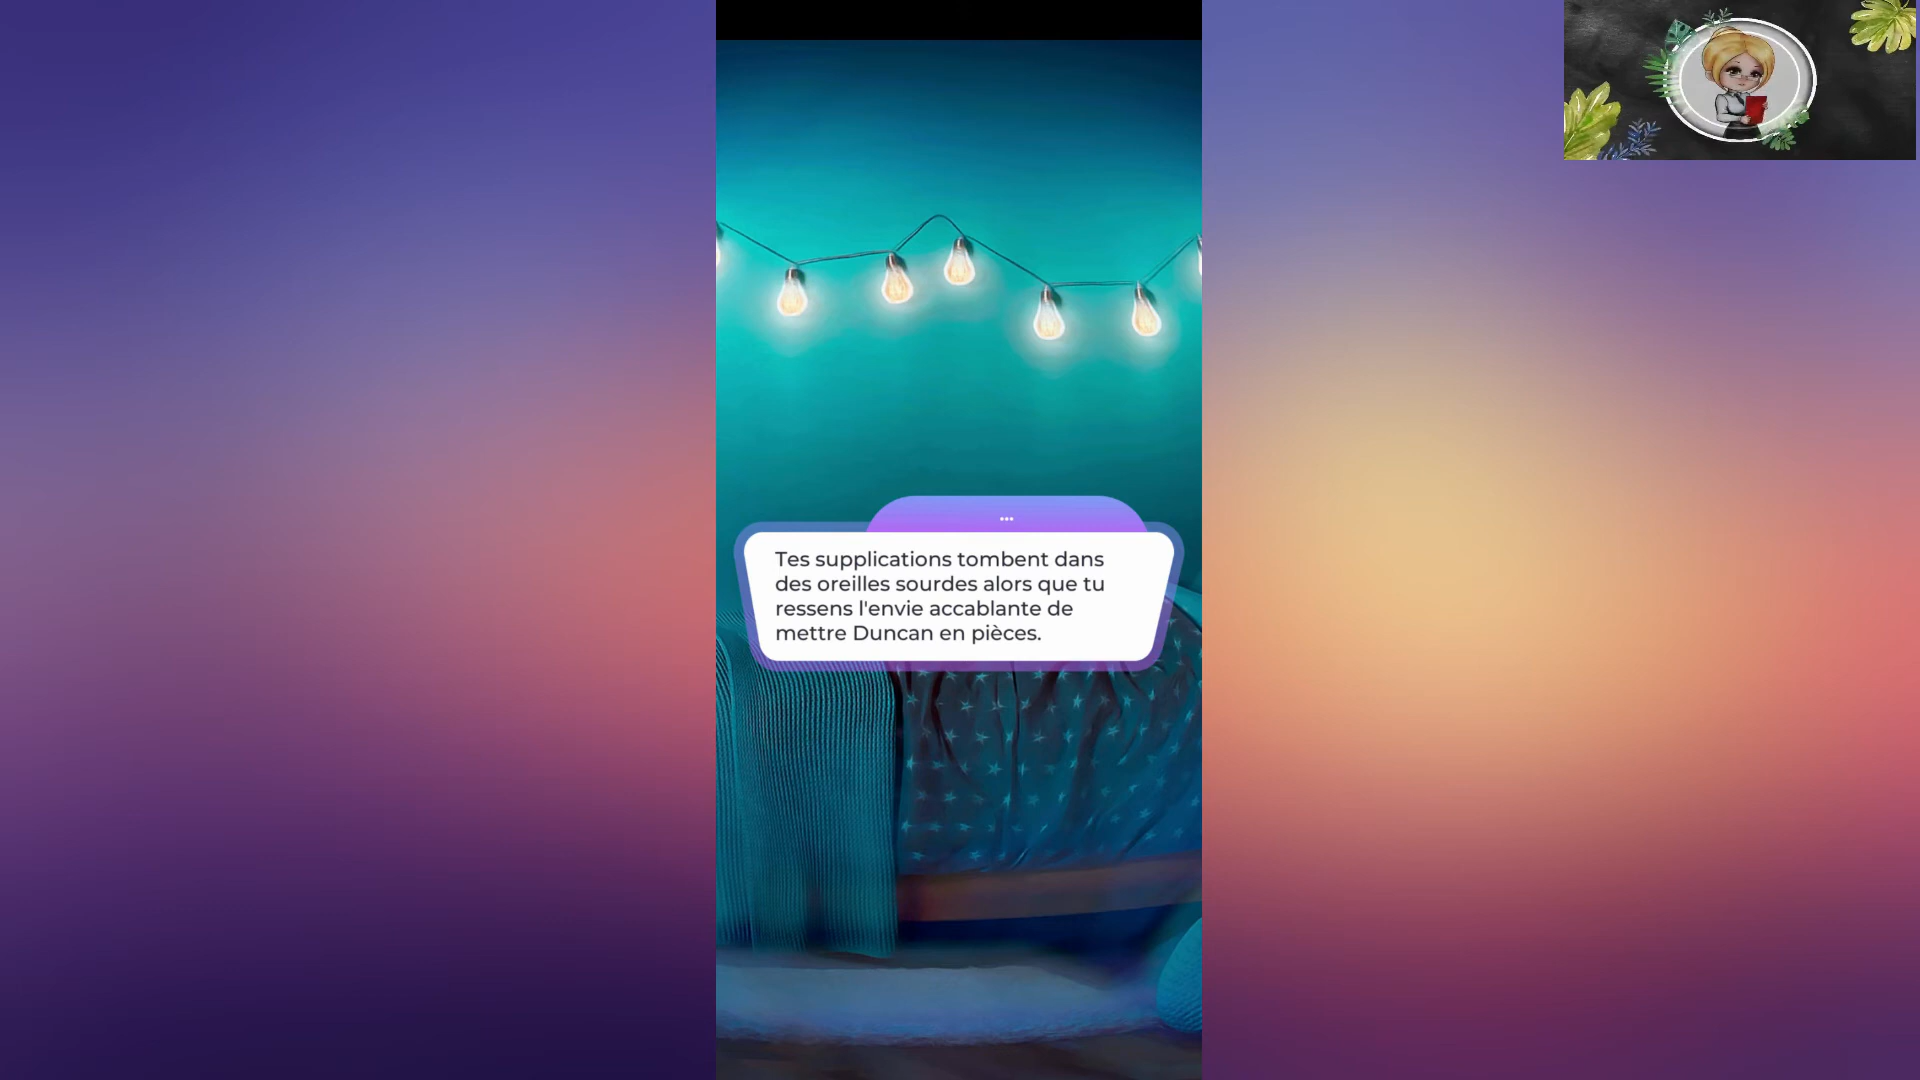 ...
Tes supplications tombent dans
des oreilles sourdes alors que tu
ressens l'envie accablante de
mettre Duncan en pièces.